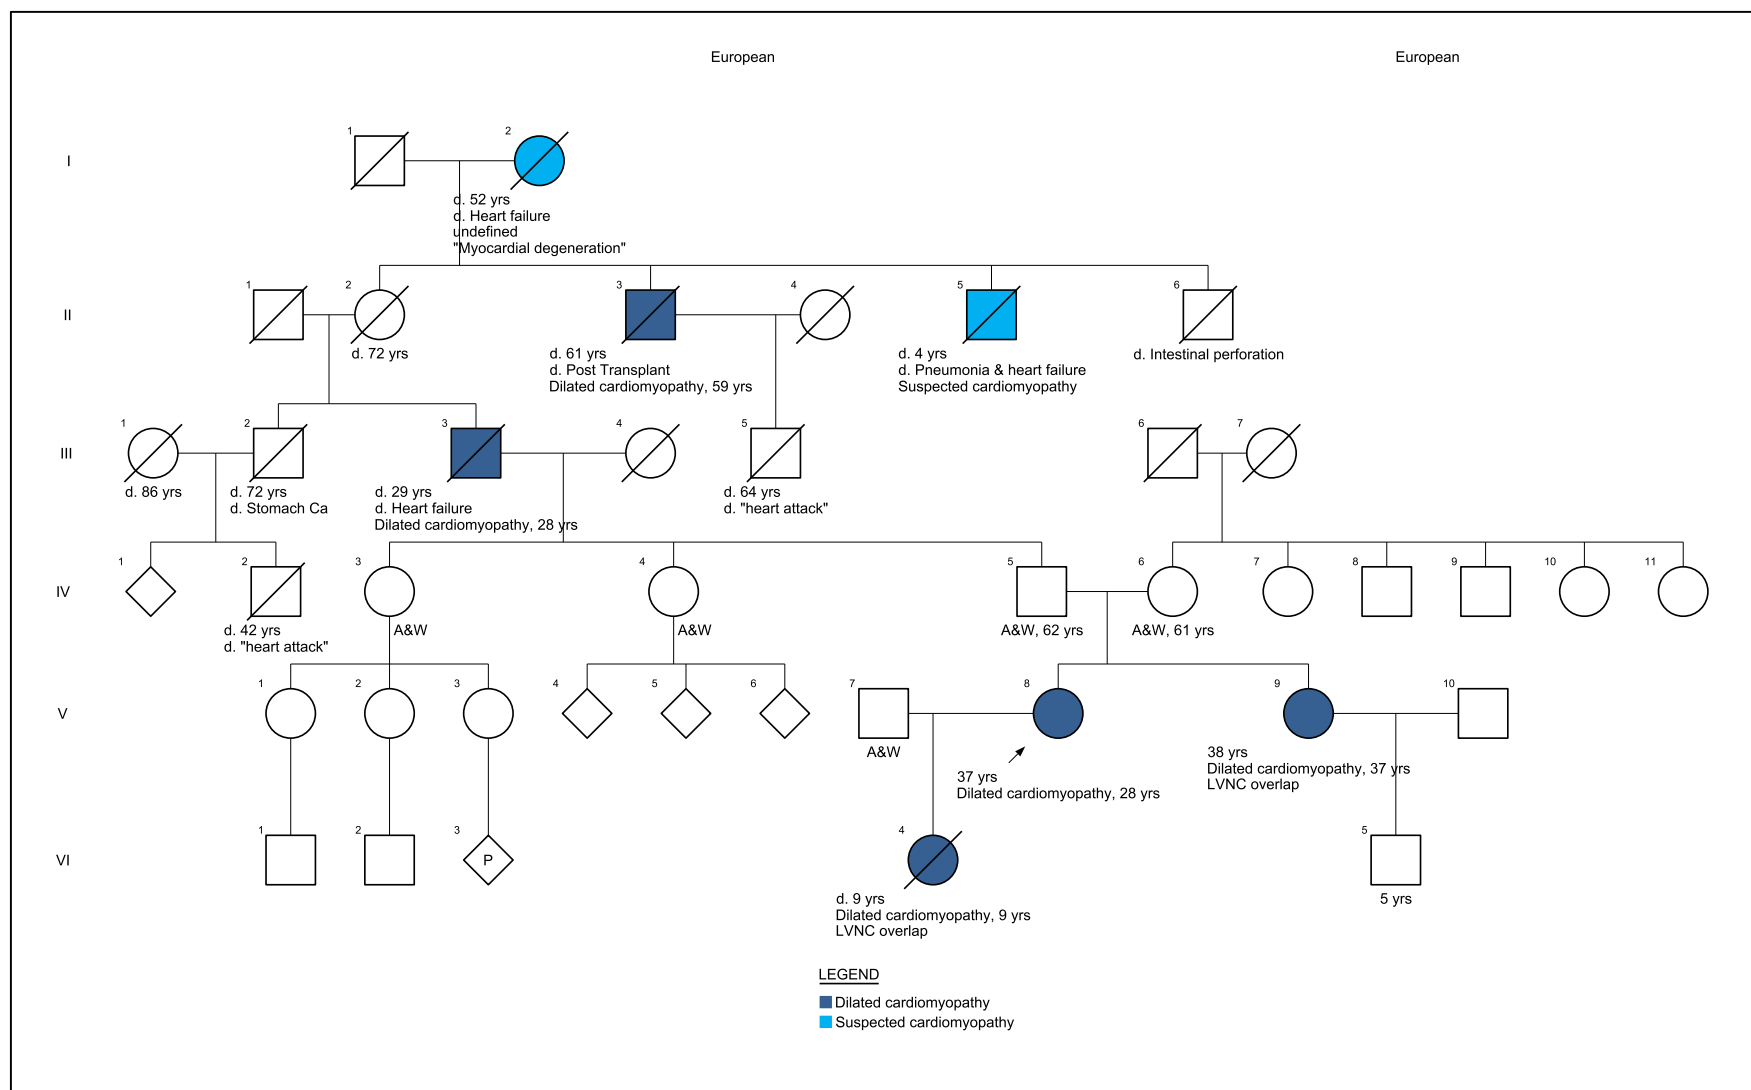 European
European
I
1
2
d. 52 yrs
d. Heart failure
undefined
"Myocardial degeneration"
II
1
2
3
4
5
6
d. 72 yrs
d. 61 yrs
d. Post Transplant
Dilated cardiomyopathy, 59 yrs
d. 4 yrs
d. Pneumonia & heart failure
Suspected cardiomyopathy
d. Intestinal perforation
III
1
2
3
4
5
6
7
d. 86 yrs
d. 72 yrs
d. Stomach Ca
d. 29 yrs
d. Heart failure
Dilated cardiomyopathy, 28 yrs
d. 64 yrs
d. "heart attack"
IV
1
2
3
4
5
6
7
8
9
10
11
d. 42 yrs
d. "heart attack"
A&W
A&W
A&W, 62 yrs
A&W, 61 yrs
V
1
2
3
4
5
6
7
8
9
10
A&W
37 yrs
Dilated cardiomyopathy, 28 yrs
38 yrs
Dilated cardiomyopathy, 37 yrs
LVNC overlap
VI
1
2
3
P
4
5
d. 9 yrs
Dilated cardiomyopathy, 9 yrs
LVNC overlap
5 yrs
LEGEND
Dilated cardiomyopathy
Suspected cardiomyopathy